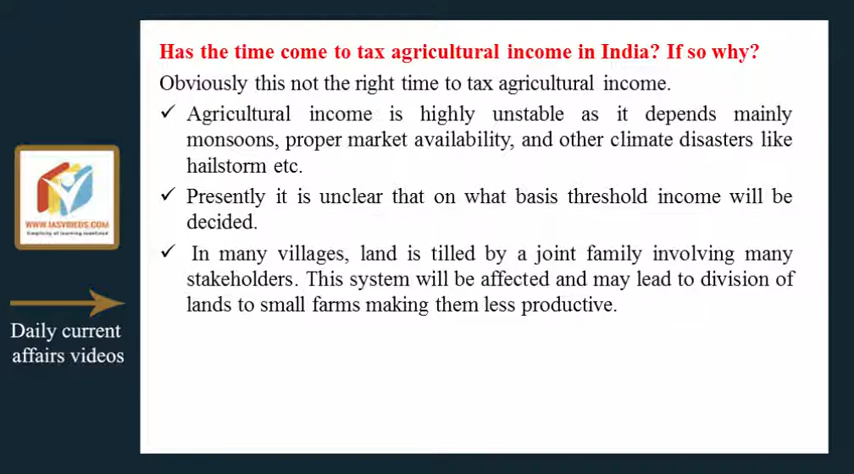 Has the time come to tax agricultural income in India? If so why?
Obviously this not the right time to tax agricultural income.
✓ Agricultural income is highly unstable as it depends mainly
monsoons, proper market availability, and other climate disasters like
hailstorm etc.
✓ Presently it is unclear that on what basis threshold income will be
decided.
✓ In many villages, land is tilled by a joint family involving many
stakeholders. This system will be affected and may lead to division of
lands to small farms making them less productive.
Daily current
affairs videos